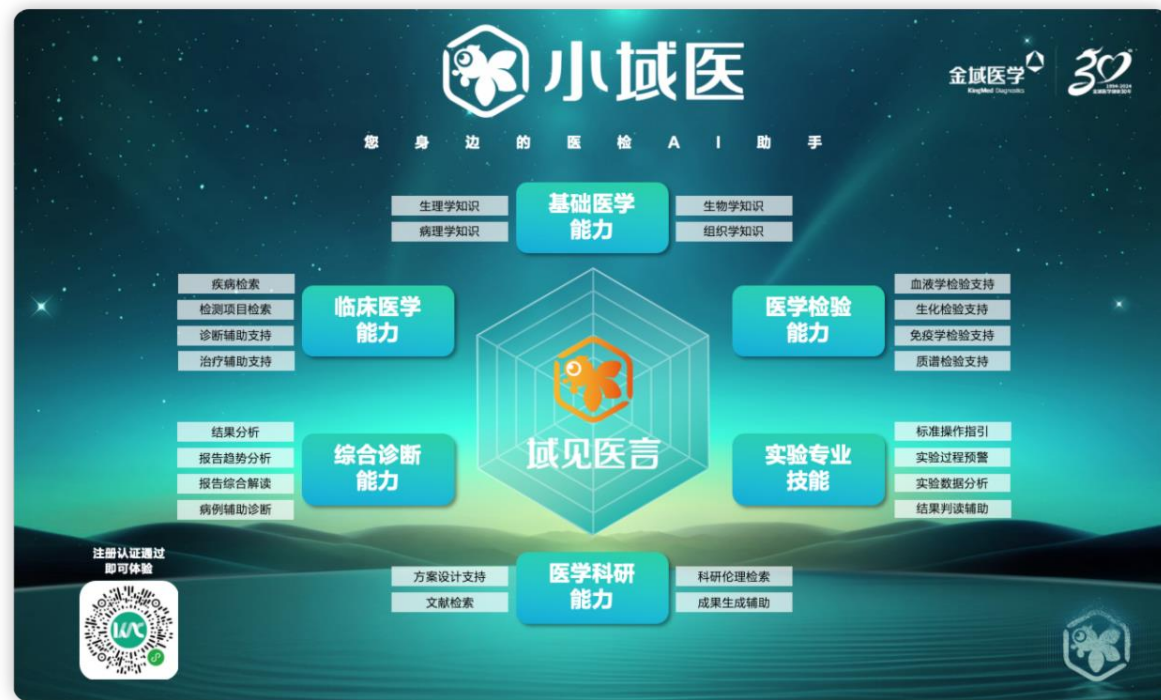 小域医
金域医学
KingMed Diagnostics
30
1994-2024
您身边的医检AI助手
生理学知识
病理学知识
基础医学
能力
生物学知识
组织学知识
疾病检索
检测项目检索
诊断辅助支持
治疗辅助支持
临床医学
能力
医学检验
能力
血液学检验支持
生化检验支持
免疫学检验支持
质谱检验支持
域见医言
结果分析
报告趋势分析
报告综合解读
病例辅助诊断
综合诊断
能力
实验专业
技能
标准操作指引
实验过程预警
实验数据分析
结果判读辅助
方案设计支持
文献检索
医学科研
能力
科研伦理检索
成果生成辅助
注册认证通过
即可体验